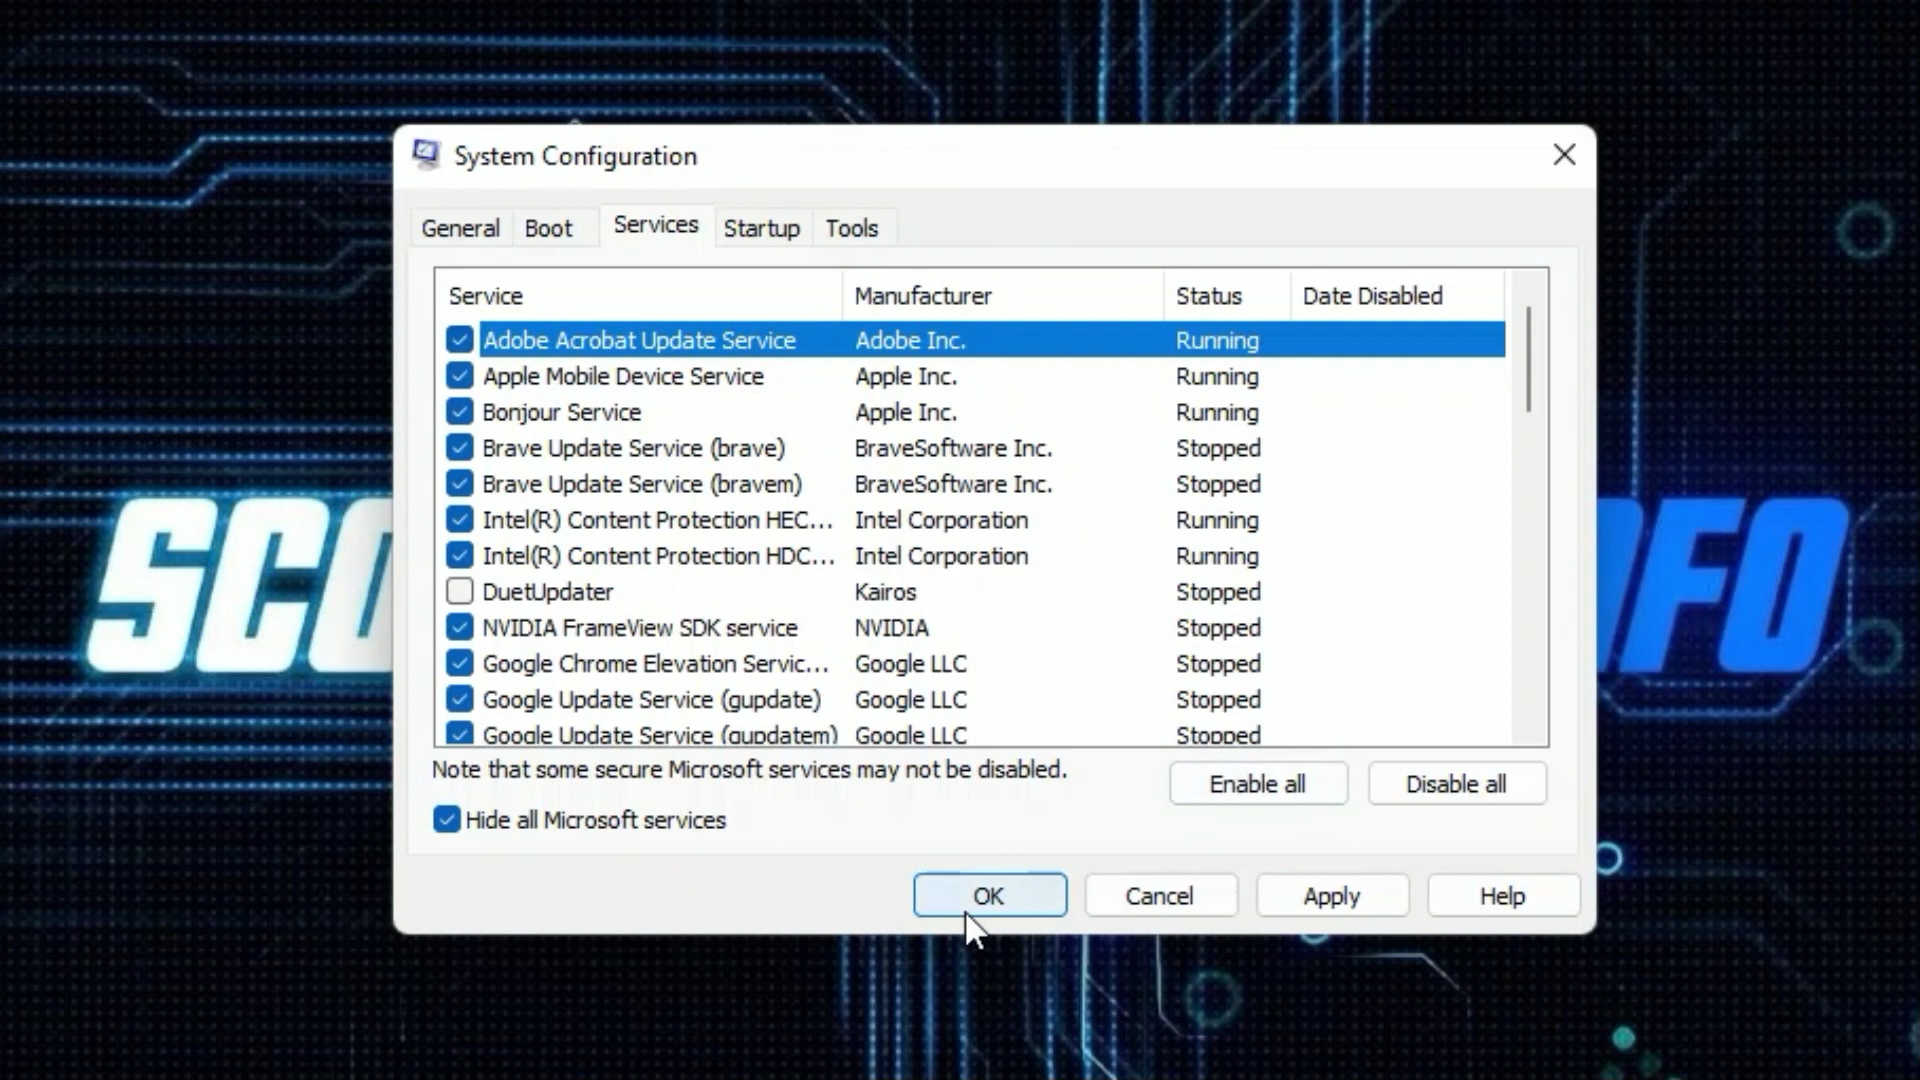 System Configuration
General Boot Services Startup Tools
Service Manufacturer Status Date Disabled
Adobe Acrobat Update Service Adobe Inc. Running
Apple Mobile Device Service Apple Inc. Running
Bonjour Service Apple Inc. Running
Brave Update Service (brave) BraveSoftware Inc. Stopped
Brave Update Service (bravem) BraveSoftware Inc. Stopped
Intel(R) Content Protection HEC... Intel Corporation Running
Intel(R) Content Protection HDC... Intel Corporation Running
DuetUpdater Kairos Stopped
NVIDIA FrameView SDK service NVIDIA Stopped
Google Chrome Elevation Servic... Google LLC Stopped
Google Update Service (gupdate) Google LLC Stopped
Google Update Service (gupdatem) Google LLC Stopped
Note that some secure Microsoft services may not be disabled.
Enable all Disable all
Hide all Microsoft services
OK Cancel Apply Help